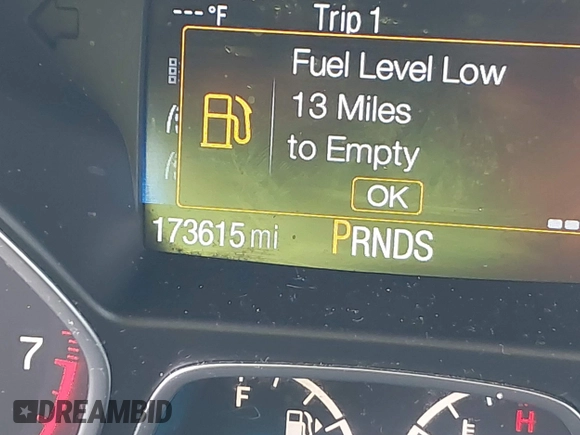 ---°F Trip 1
Fuel Level Low
13 Miles
to Empty
OK
173615 mi PRNDS
7
F
E H
DREAMBID